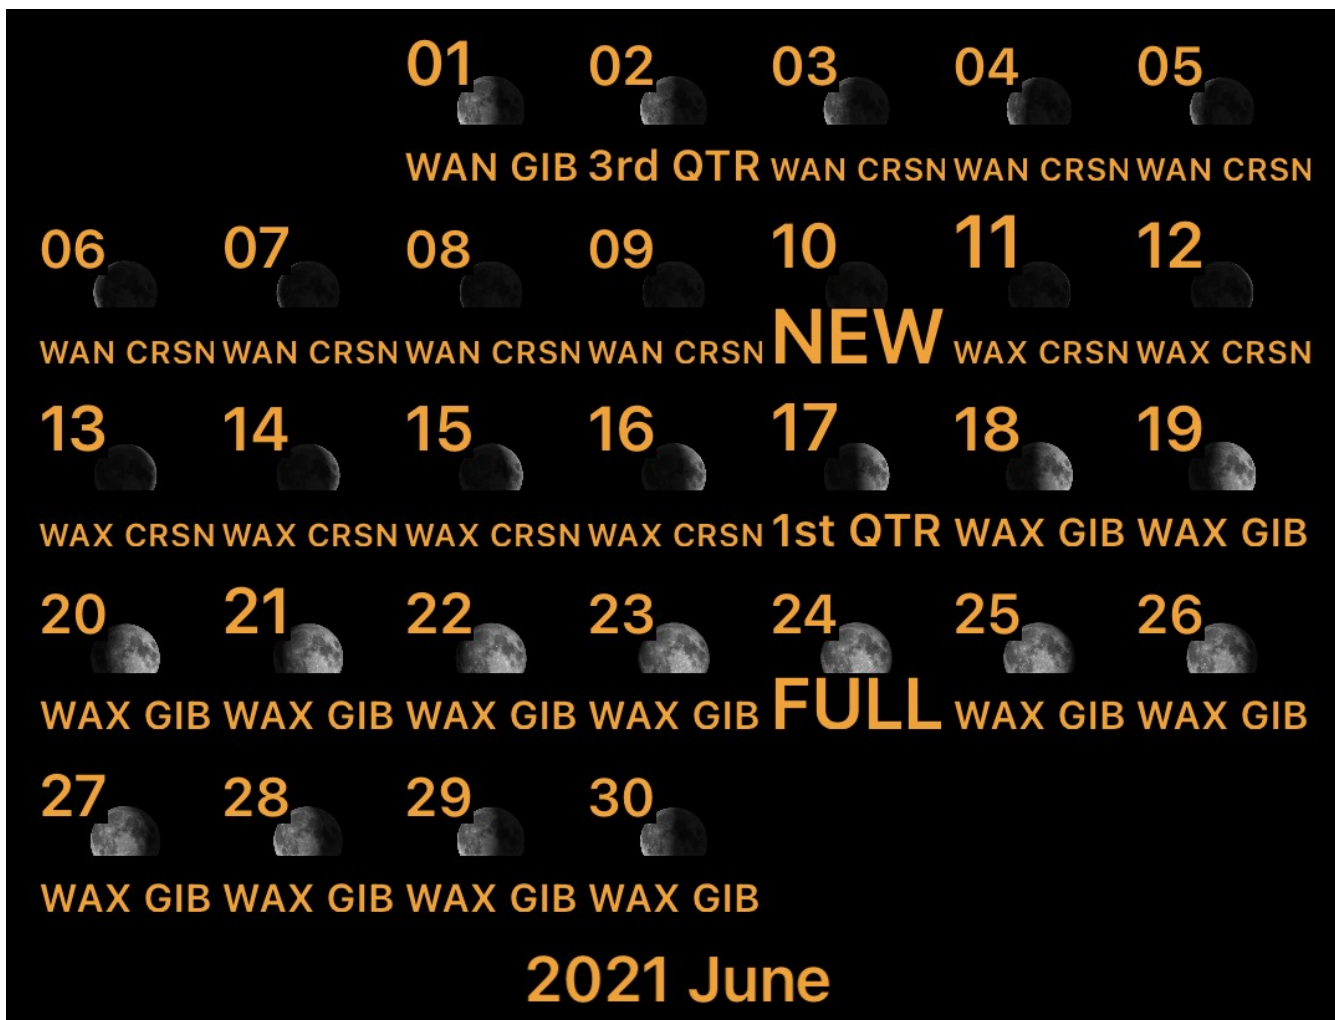 01 02 03 04 05
WAN GIB 3rd QTR WAN CRSN WAN CRSN WAN CRSN
06 07 08 09 10 11 12
WAN CRSN WAN CRSN WAN CRSN WAN CRSN NEW WAX CRSN WAX CRSN
13 14 15 16 17 18 19
WAX CRSN WAX CRSN WAX CRSN WAX CRSN 1st QTR WAX GIB WAX GIB
20 21 22 23 24 25 26
WAX GIB WAX GIB WAX GIB WAX GIB FULL WAX GIB WAX GIB
27 28 29 30
WAX GIB WAX GIB WAX GIB WAX GIB
2021 June